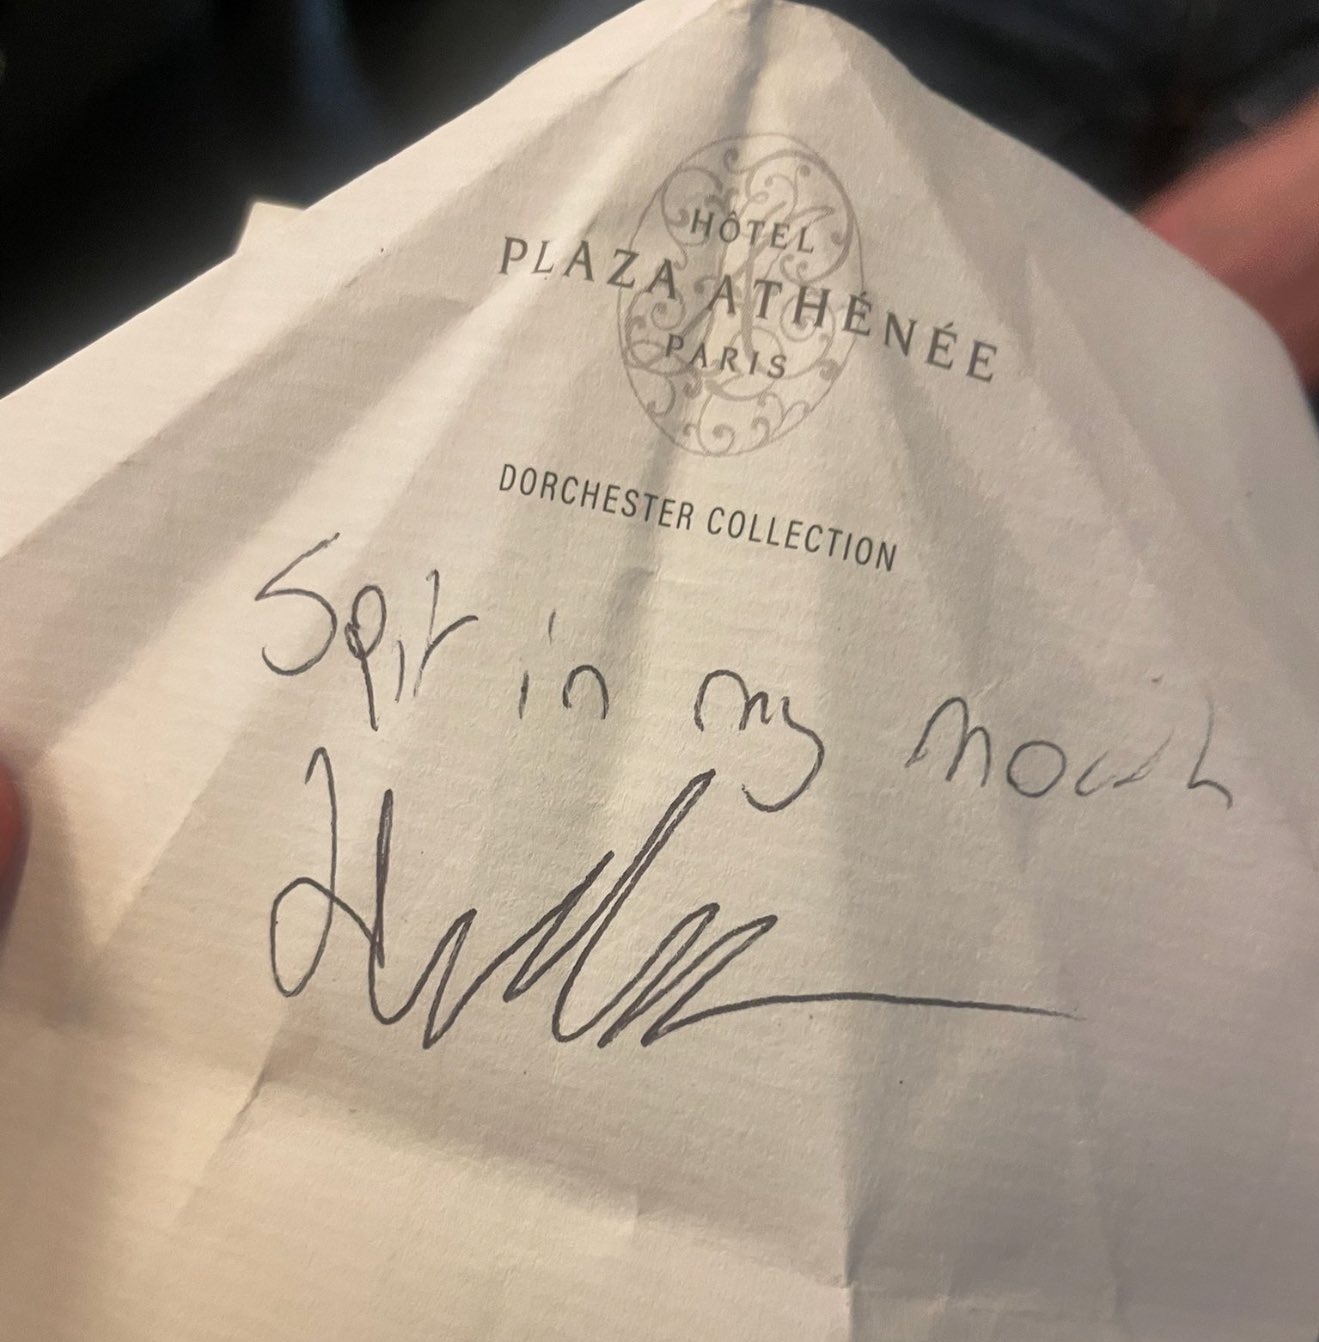 HÔTEL
PLAZA ATHÉNÉE
PARIS
DORCHESTER COLLECTION
Spit in my mouth